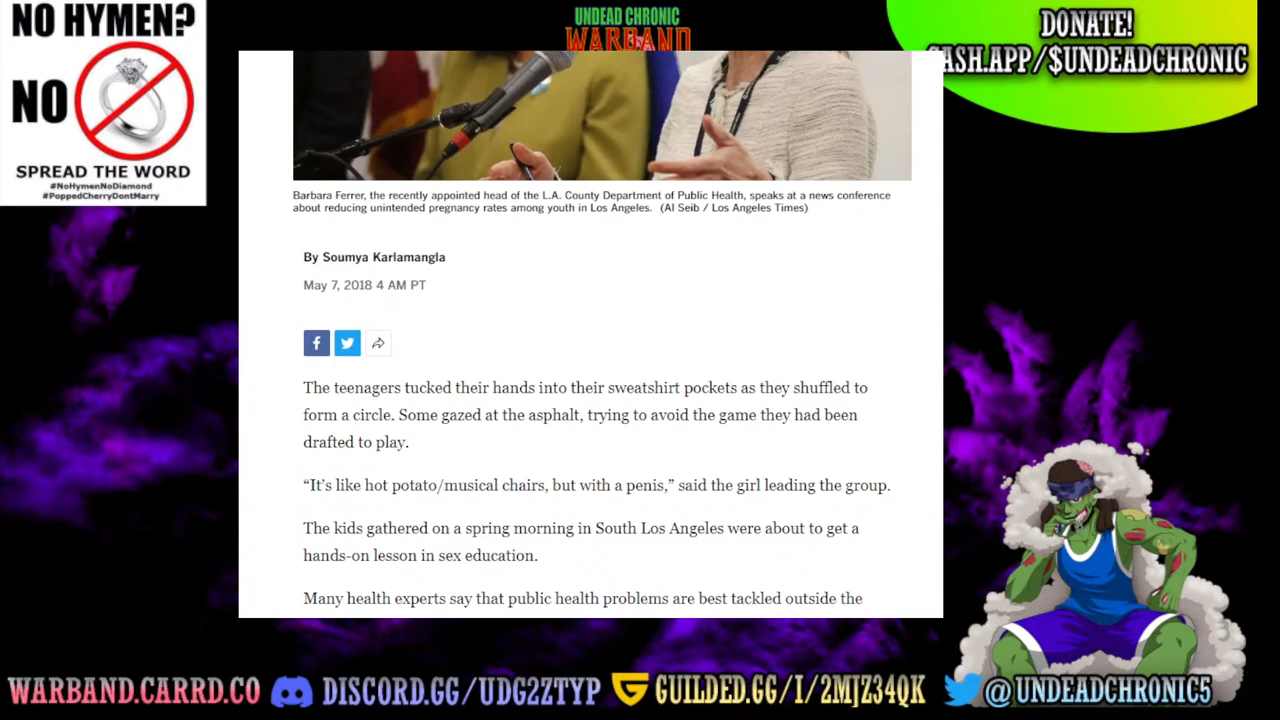 NO HYMEN?
NO
SPREAD THE WORD
#NoHymenNoDiamond
#PoppedCherryDontMarry
UNDEAD CHRONIC
WARBAND
DONATE!
CASH.APP/$UNDEADCHRONIC
Barbara Ferrer, the recently appointed head of the L.A. County Department of Public Health, speaks at a news conference
about reducing unintended pregnancy rates among youth in Los Angeles. (Al Seib / Los Angeles Times)
By Soumya Karlamangla
May 7, 2018 4 AM PT
The teenagers tucked their hands into their sweatshirt pockets as they shuffled to
form a circle. Some gazed at the asphalt, trying to avoid the game they had been
drafted to play.
“It’s like hot potato/musical chairs, but with a penis,” said the girl leading the group.
The kids gathered on a spring morning in South Los Angeles were about to get a
hands-on lesson in sex education.
Many health experts say that public health problems are best tackled outside the
WARBAND.CARRD.CO
DISCORD.GG/UDG2ZTYP
GUILDED.GG/I/2MJZ34QK
@UNDEADCHRONIC5